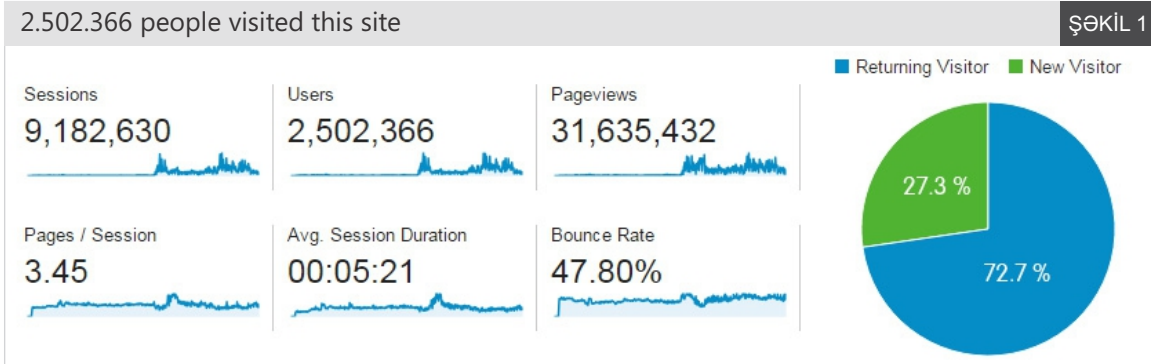 2.502.366 people visited this site
ŞƏKİL 1
Returning Visitor
New Visitor
Sessions
9,182,630
Users
2,502,366
Pageviews
31,635,432
Pages / Session
3.45
Avg. Session Duration
00:05:21
Bounce Rate
47.80%
27.3 %
72.7 %